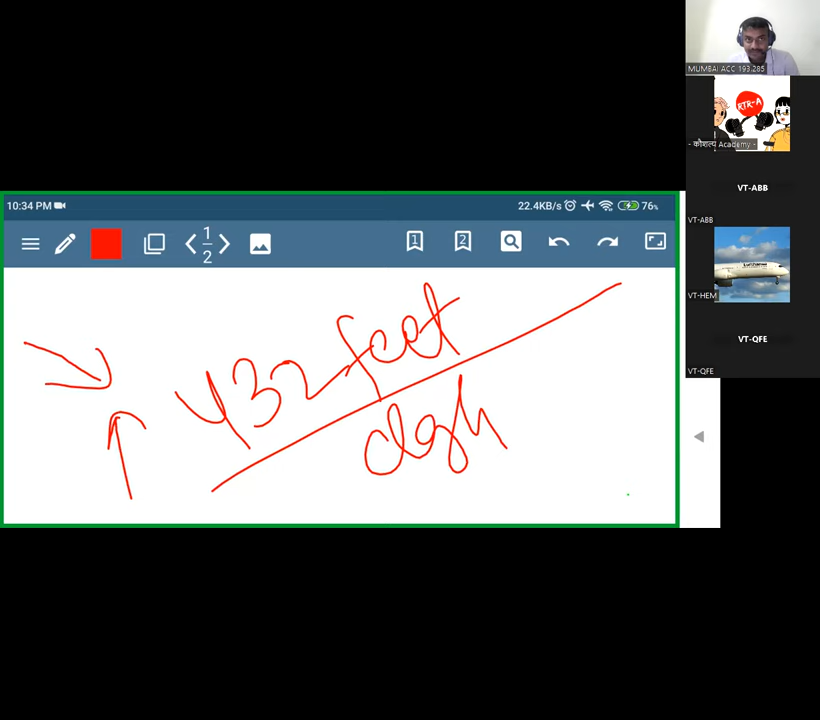 MUMBAI ACC 193.285
RTR-A
- कोशल्य Academy -
VT-ABB
VT-ABB
Lufthansa
VT-HEM
VT-QFE
VT-QFE
10:34 PM
22.4KB/s 76%
1
2
1
2
432 feet